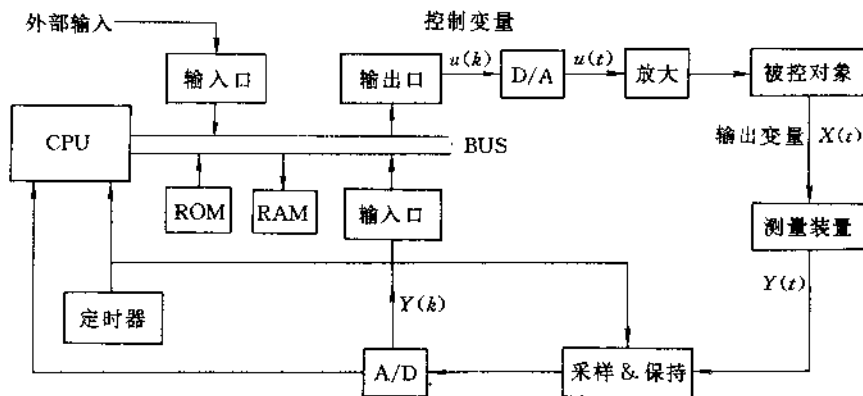 外部输入
控制变量
输入口
输出口
u(k)
D/A
u(t)
放大
被控对象
CPU
BUS
输出变量 X(t)
ROM
RAM
输入口
测量装置
定时器
Y(k)
Y(t)
A/D
采样&保持